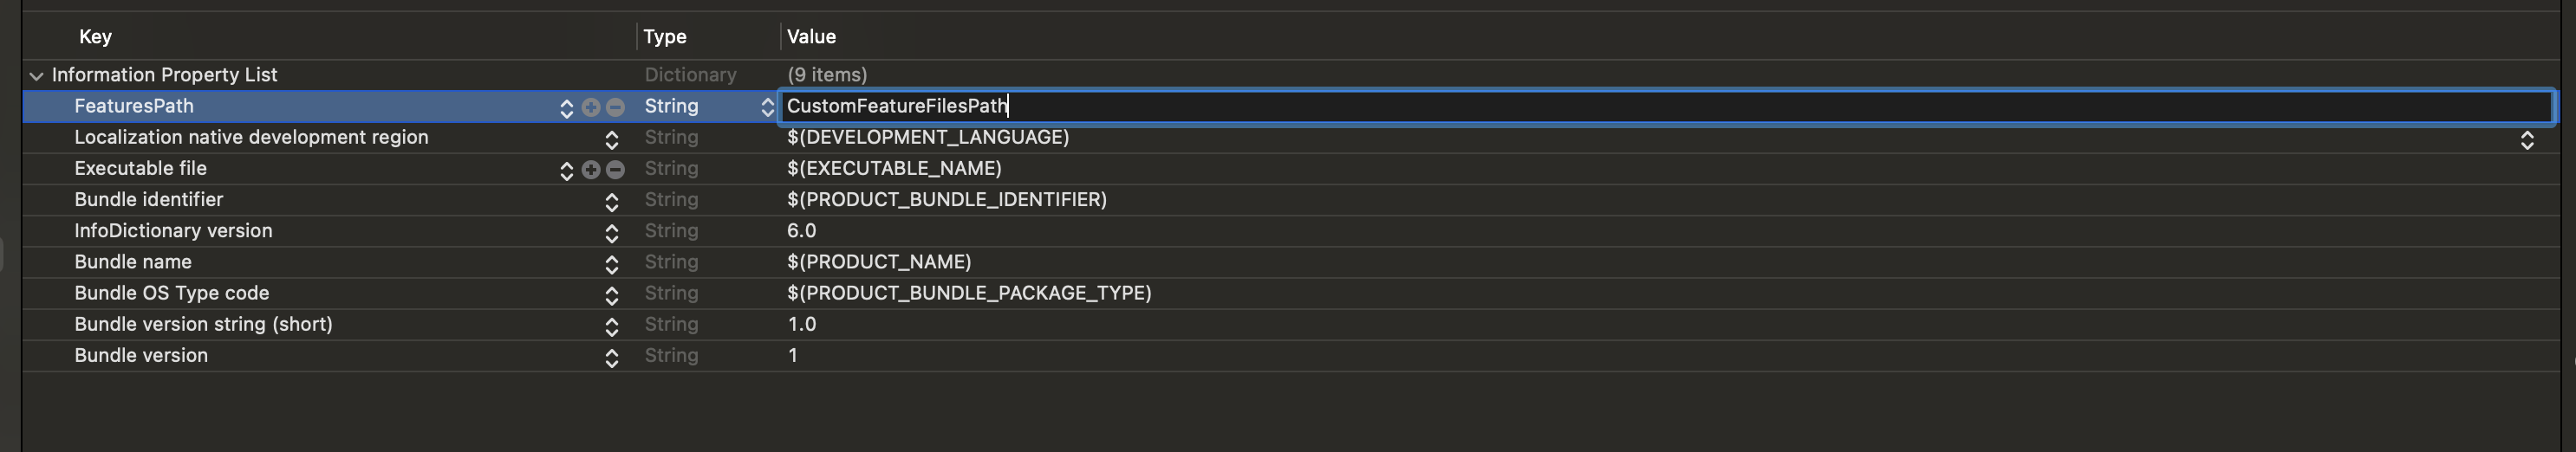 Key Type Value
Information Property List Dictionary (9 items)
FeaturesPath String CustomFeatureFilesPath
Localization native development region String $(DEVELOPMENT_LANGUAGE)
Executable file String $(EXECUTABLE_NAME)
Bundle identifier String $(PRODUCT_BUNDLE_IDENTIFIER)
InfoDictionary version String 6.0
Bundle name String $(PRODUCT_NAME)
Bundle OS Type code String $(PRODUCT_BUNDLE_PACKAGE_TYPE)
Bundle version string (short) String 1.0
Bundle version String 1